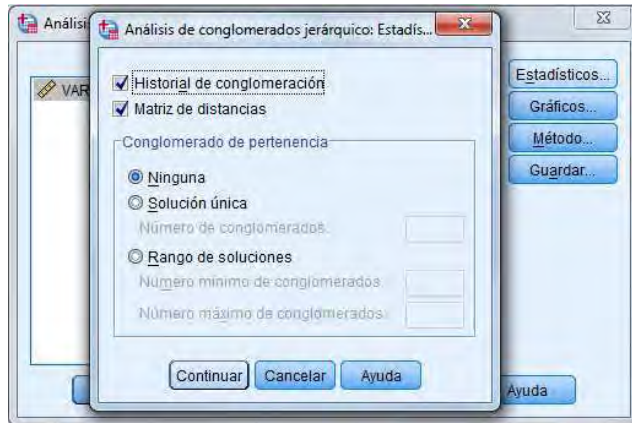 Análisi
Análisis de conglomerados jerárquico: Estadís...
VAR
Historial de conglomeración
Matriz de distancias
Conglomerado de pertenencia
Ninguna
Solución única
Número de conglomerados:
Rango de soluciones
Número mínimo de conglomerados:
Número máximo de conglomerados:
Continuar
Cancelar
Ayuda
Estadísticos...
Gráficos...
Método...
Guardar...
Ayuda